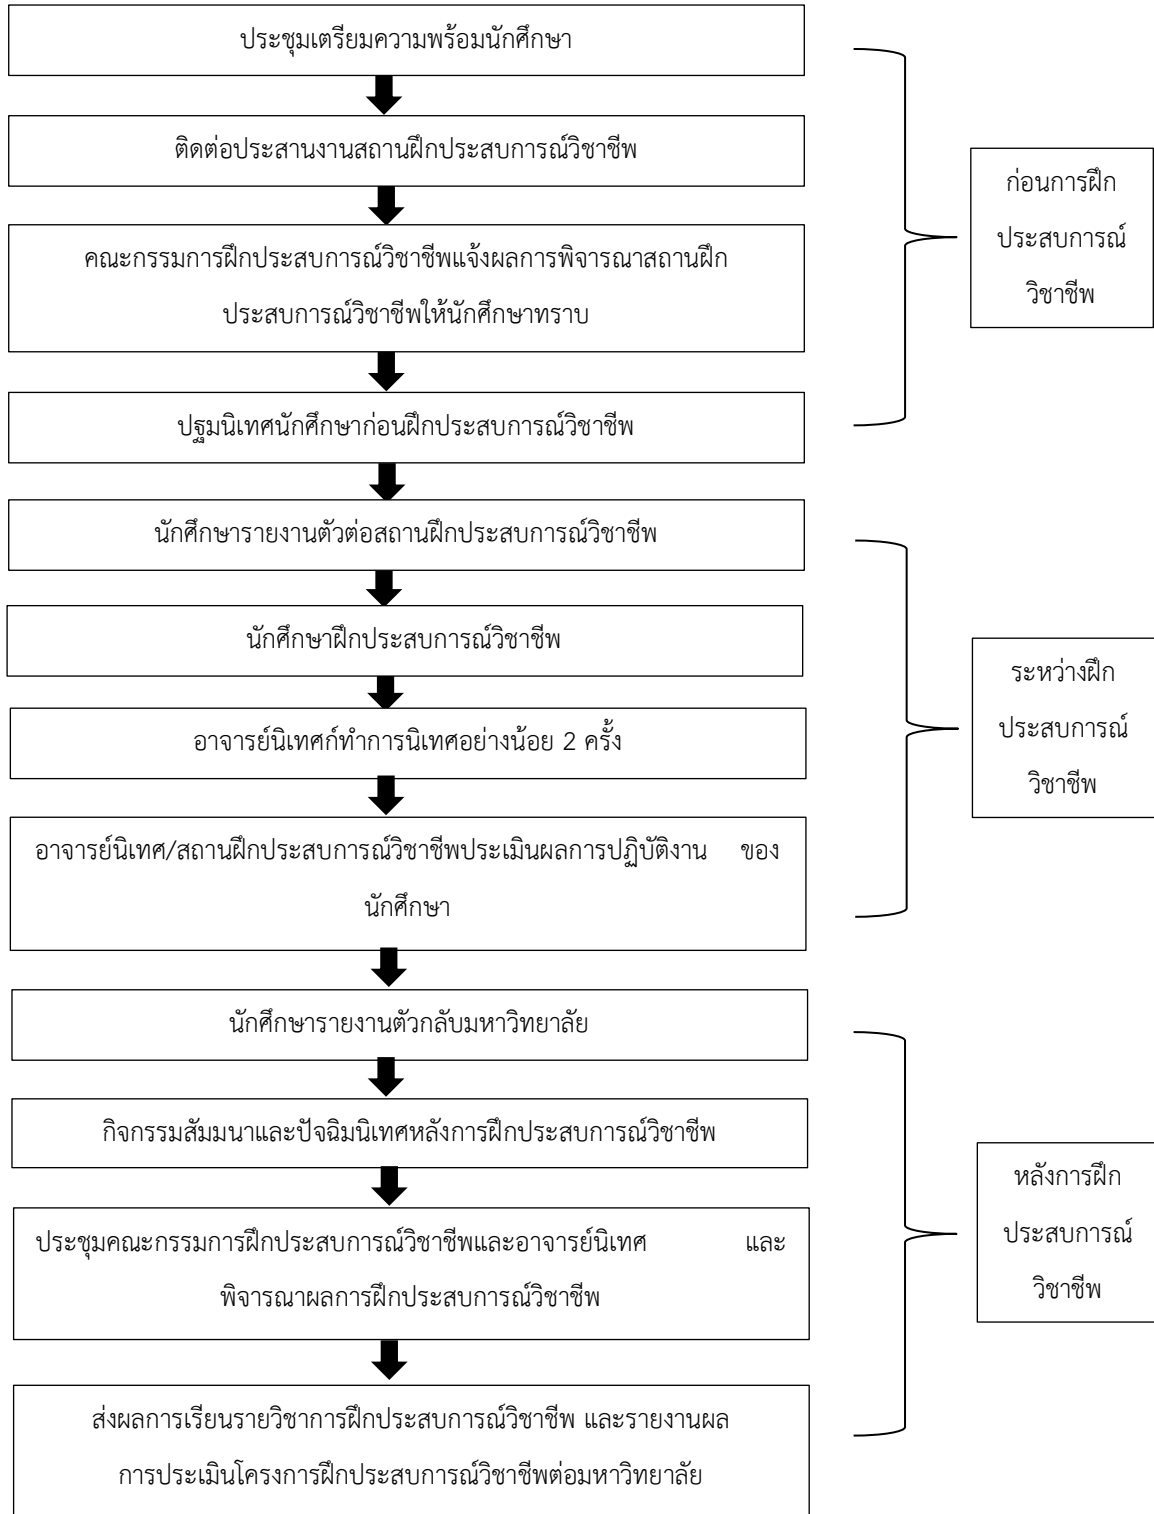 ประชุมเตรียมความพร้อมนักศึกษา
ติดต่อประสานงานสถานฝึกประสบการณ์วิชาชีพ
คณะกรรมการฝึกประสบการณ์วิชาชีพแจ้งผลการพิจารณาสถานฝึก
ประสบการณ์วิชาชีพให้นักศึกษาทราบ
ปฐมนิเทศนักศึกษาก่อนฝึกประสบการณ์วิชาชีพ
ก่อนการฝึก
ประสบการณ์
วิชาชีพ
นักศึกษารายงานตัวต่อสถานฝึกประสบการณ์วิชาชีพ
นักศึกษาฝึกประสบการณ์วิชาชีพ
อาจารย์นิเทศก์ทำการนิเทศอย่างน้อย 2 ครั้ง
อาจารย์นิเทศ/สถานฝึกประสบการณ์วิชาชีพประเมินผลการปฏิบัติงาน ของ
นักศึกษา
ระหว่างฝึก
ประสบการณ์
วิชาชีพ
นักศึกษารายงานตัวกลับมหาวิทยาลัย
กิจกรรมสัมมนาและปัจฉิมนิเทศหลังการฝึกประสบการณ์วิชาชีพ
ประชุมคณะกรรมการฝึกประสบการณ์วิชาชีพและอาจารย์นิเทศ และ
พิจารณาผลการฝึกประสบการณ์วิชาชีพ
ส่งผลการเรียนรายวิชาการฝึกประสบการณ์วิชาชีพ และรายงานผล
การประเมินโครงการฝึกประสบการณ์วิชาชีพต่อมหาวิทยาลัย
หลังการฝึก
ประสบการณ์
วิชาชีพ